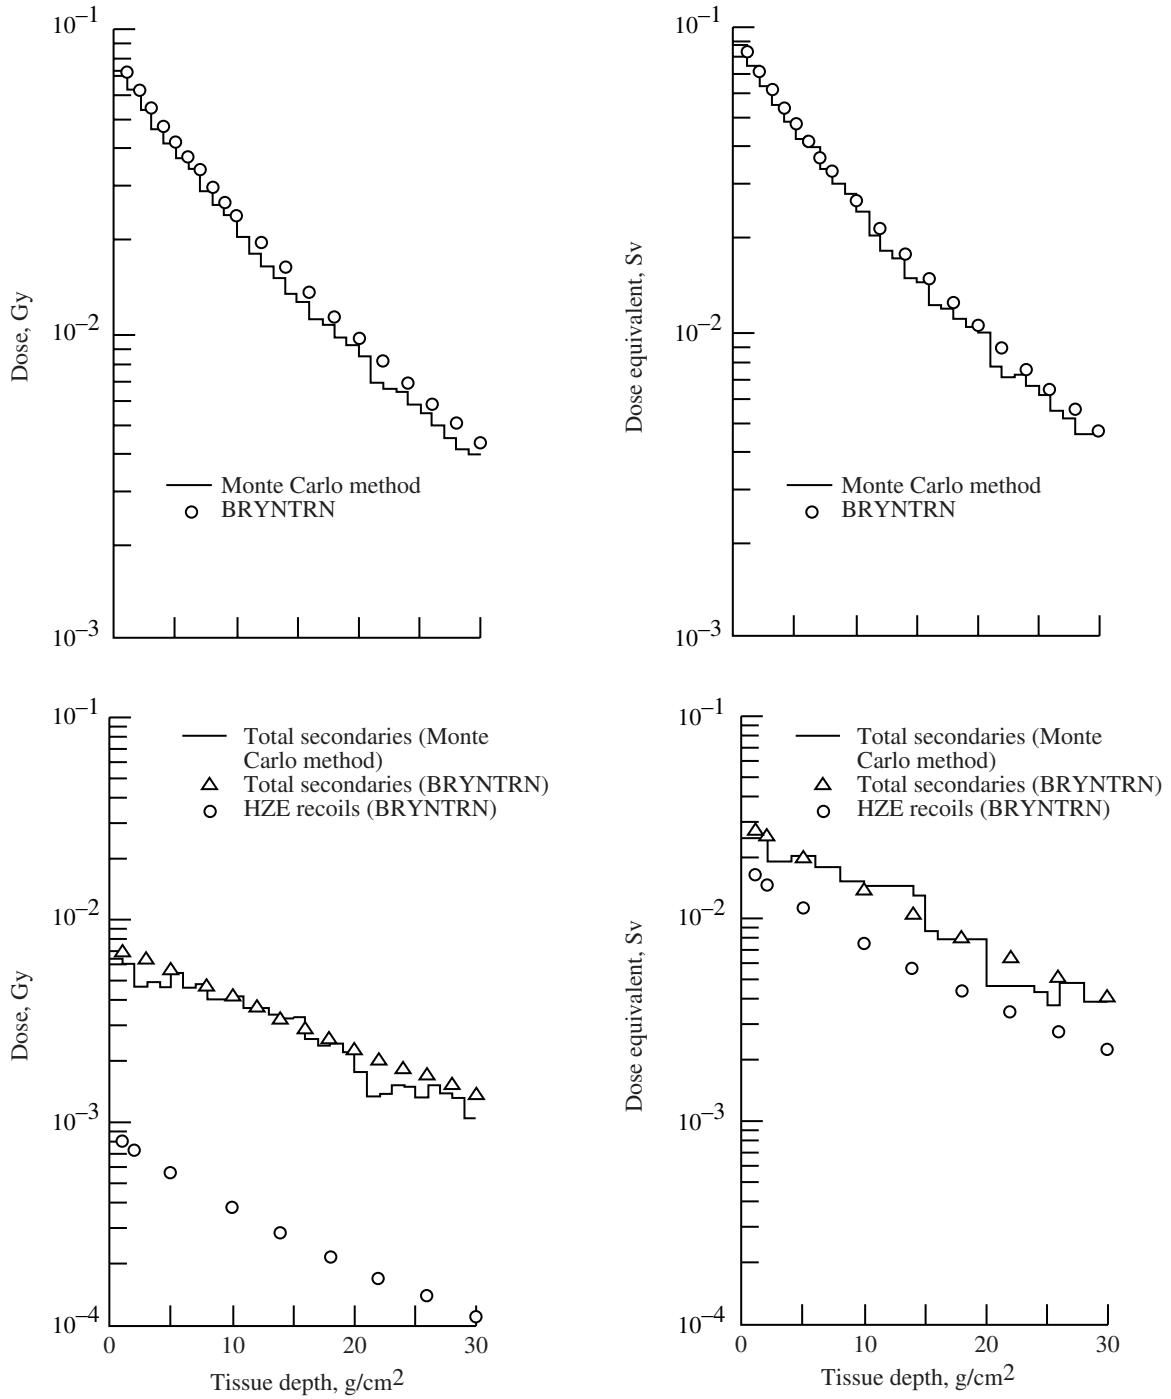 10–1
Dose, Gy
10–2
Monte Carlo method
BRYNTRN
10–3
10–1
Dose equivalent, Sv
10–2
Monte Carlo method
BRYNTRN
10–3
10–1
Total secondaries (Monte
Carlo method)
Total secondaries (BRYNTRN)
HZE recoils (BRYNTRN)
10–2
Dose, Gy
10–3
10–4
0 10 20 30
Tissue depth, g/cm2
10–1
Total secondaries (Monte
Carlo method)
Total secondaries (BRYNTRN)
HZE recoils (BRYNTRN)
10–2
Dose equivalent, Sv
10–3
10–4
0 10 20 30
Tissue depth, g/cm2